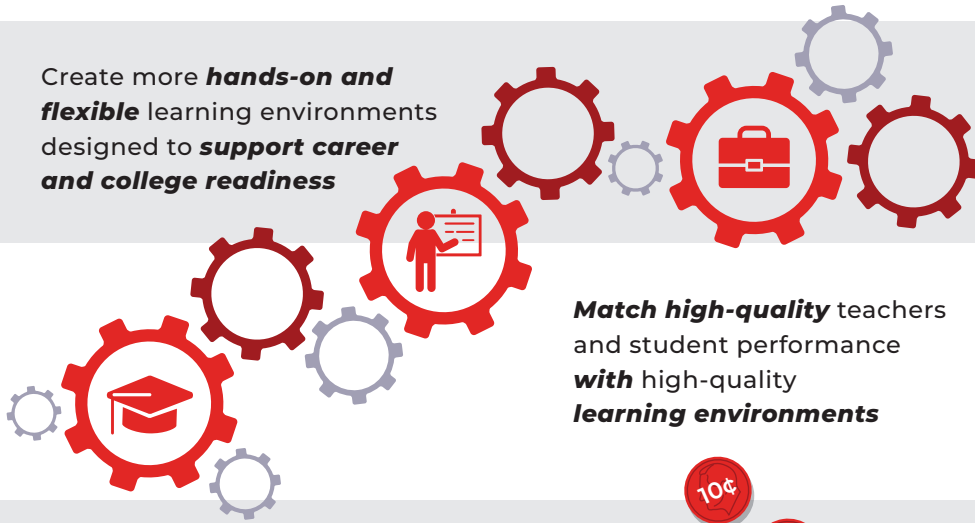 Create more hands-on and
flexible learning environments
designed to support career
and college readiness
Match high-quality teachers
and student performance
with high-quality
learning environments
10¢